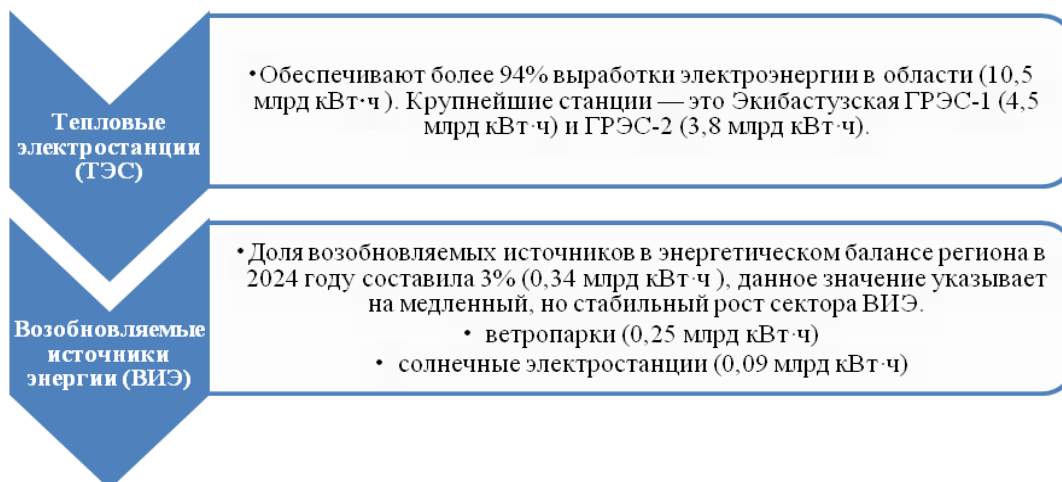 Тепловые
электростанции
(ТЭС)
•Обеспечивают более 94% выработки электроэнергии в области (10,5
млрд кВт·ч ). Крупнейшие станции — это Экибастузская ГРЭС-1 (4,5
млрд кВт·ч) и ГРЭС-2 (3,8 млрд кВт·ч).
Возобновляемые
источники
энергии (ВИЭ)
• Доля возобновляемых источников в энергетическом балансе региона в
2024 году составила 3% (0,34 млрд кВт·ч ), данное значение указывает
на медленный, но стабильный рост сектора ВИЭ.
• ветропарки (0,25 млрд кВт·ч)
• солнечные электростанции (0,09 млрд кВт·ч)